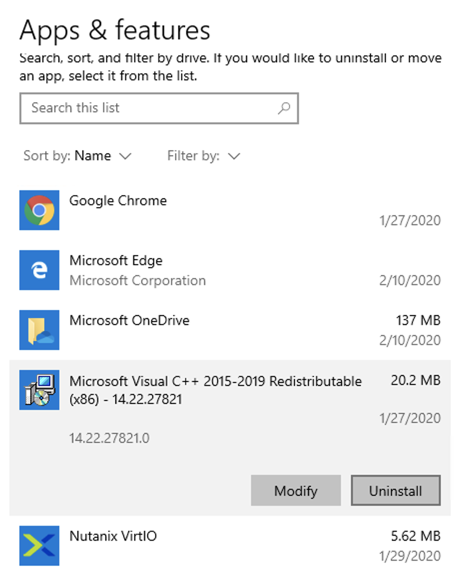 Apps & features
Search, sort, and filter by drive. If you would like to uninstall or move
an app, select it from the list.
Search this list
Sort by: Name Filter by:
Google Chrome
1/27/2020
Microsoft Edge
Microsoft Corporation 2/10/2020
Microsoft OneDrive 137 MB
2/10/2020
Microsoft Visual C++ 2015-2019 Redistributable 20.2 MB
(x86) - 14.22.27821
1/27/2020
14.22.27821.0
Modify Uninstall
Nutanix VirtIO 5.62 MB
1/29/2020